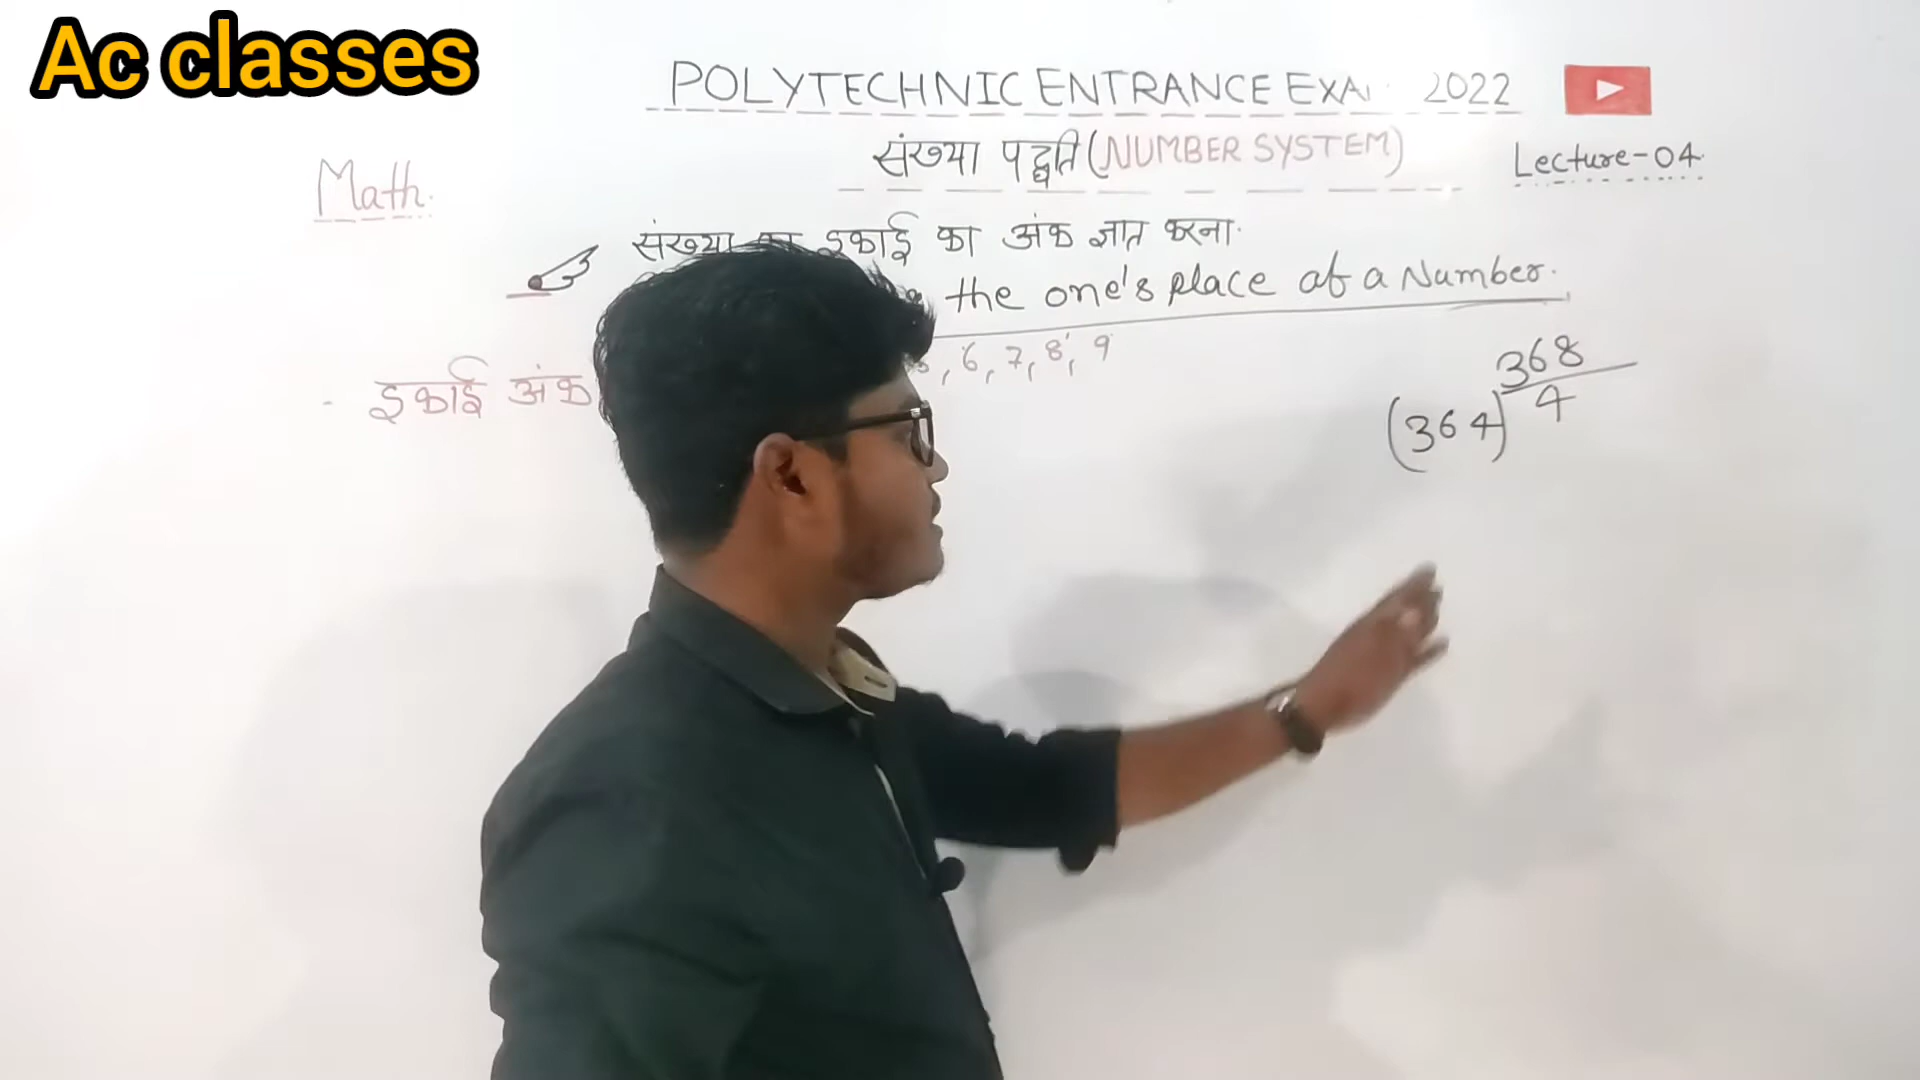 Ac classes
POLYTECHNIC ENTRANCE EXA 2022
संख्या पद्धति (NUMBER SYSTEM)
Lecture-04
Math.
संख्या का इकाई का अंक ज्ञात करना.
the one's place of a Number.
इकाई अंक
, 6, 7, 8, 9
(364)^368/4